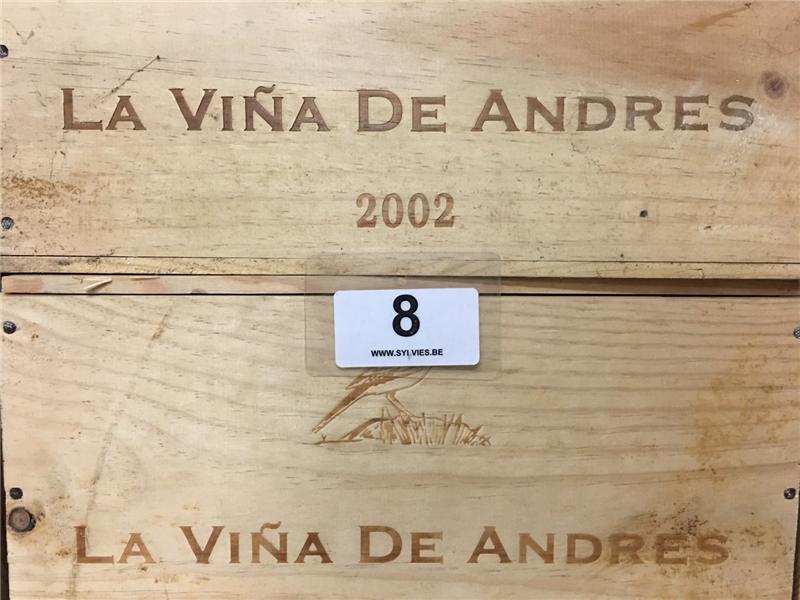 LA VIÑA DE ANDRES
2002
8
WWW.SYLVIES.BE
LA VIÑA DE ANDRES